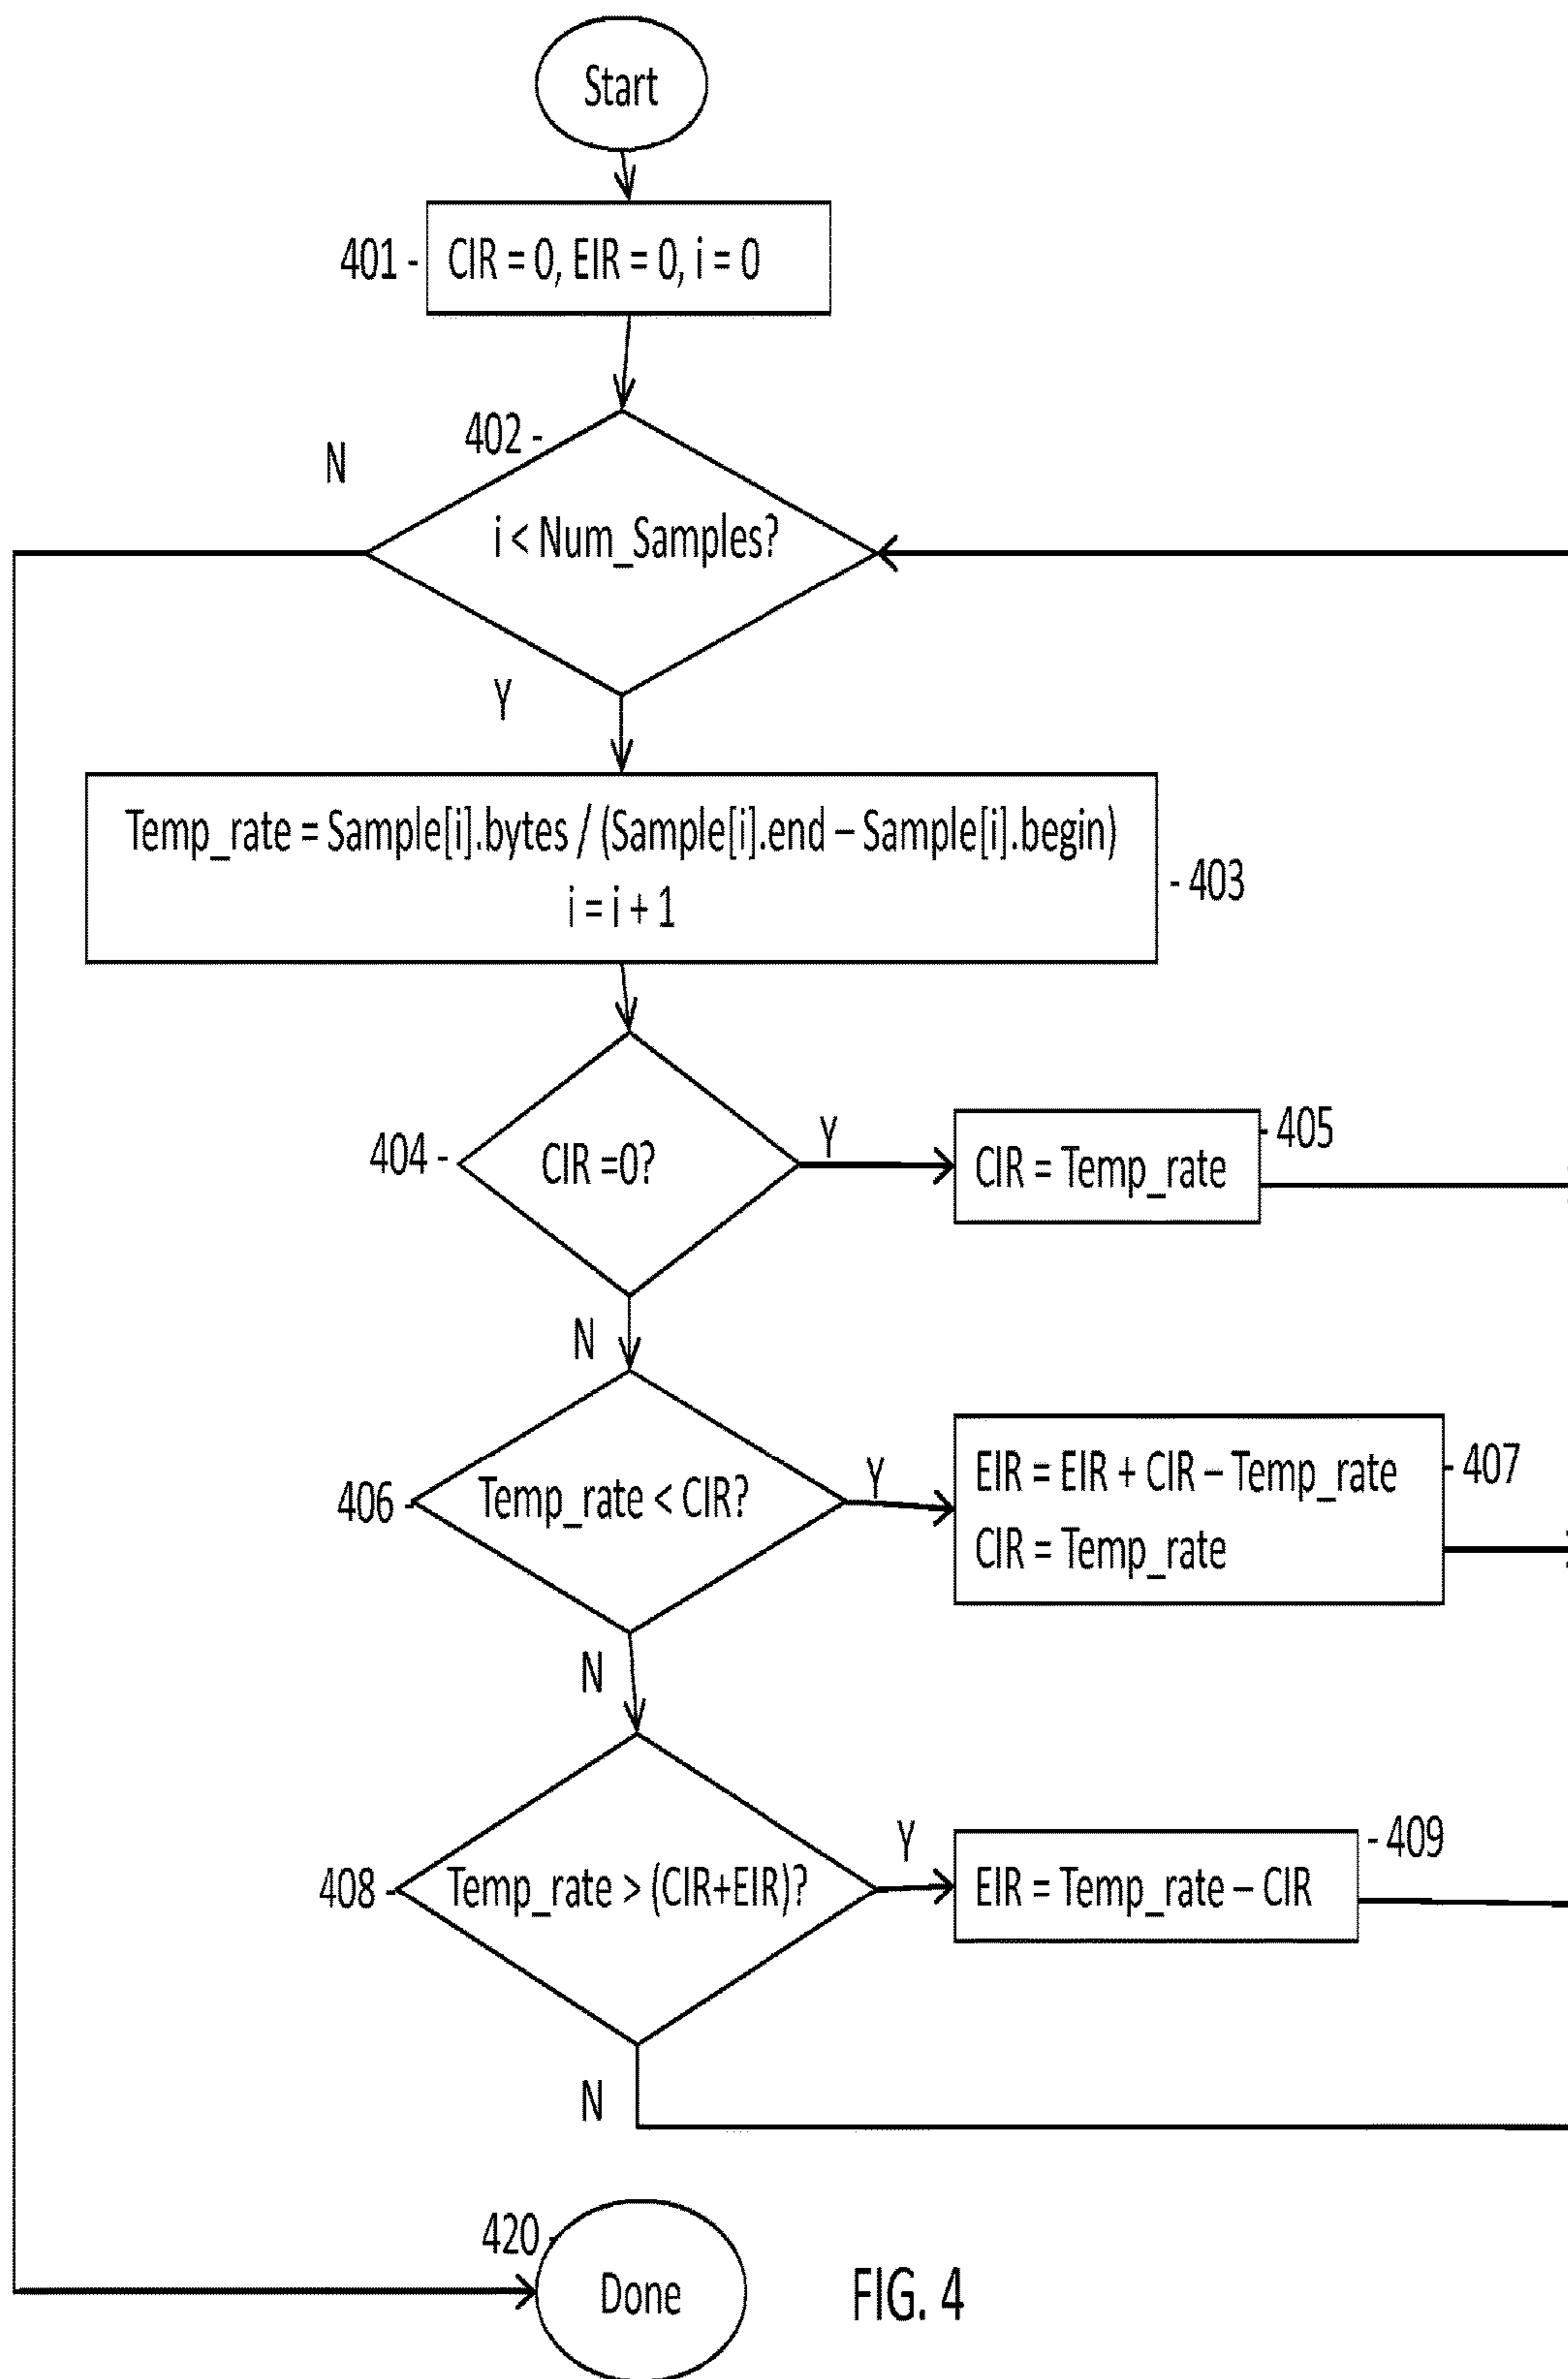 Start
401 -
CIR = 0, EIR = 0, i = 0
402 -
N
i < Num_Samples?
Y
Temp_rate = Sample[i].bytes / (Sample[i].end – Sample[i].begin)
i = i + 1
- 403
404 -
CIR =0?
Y
CIR = Temp_rate
- 405
N
406 -
Temp_rate < CIR?
Y
EIR = EIR + CIR – Temp_rate
CIR = Temp_rate
- 407
N
408 -
Temp_rate > (CIR+EIR)?
Y
EIR = Temp_rate – CIR
- 409
N
420 -
Done
FIG. 4